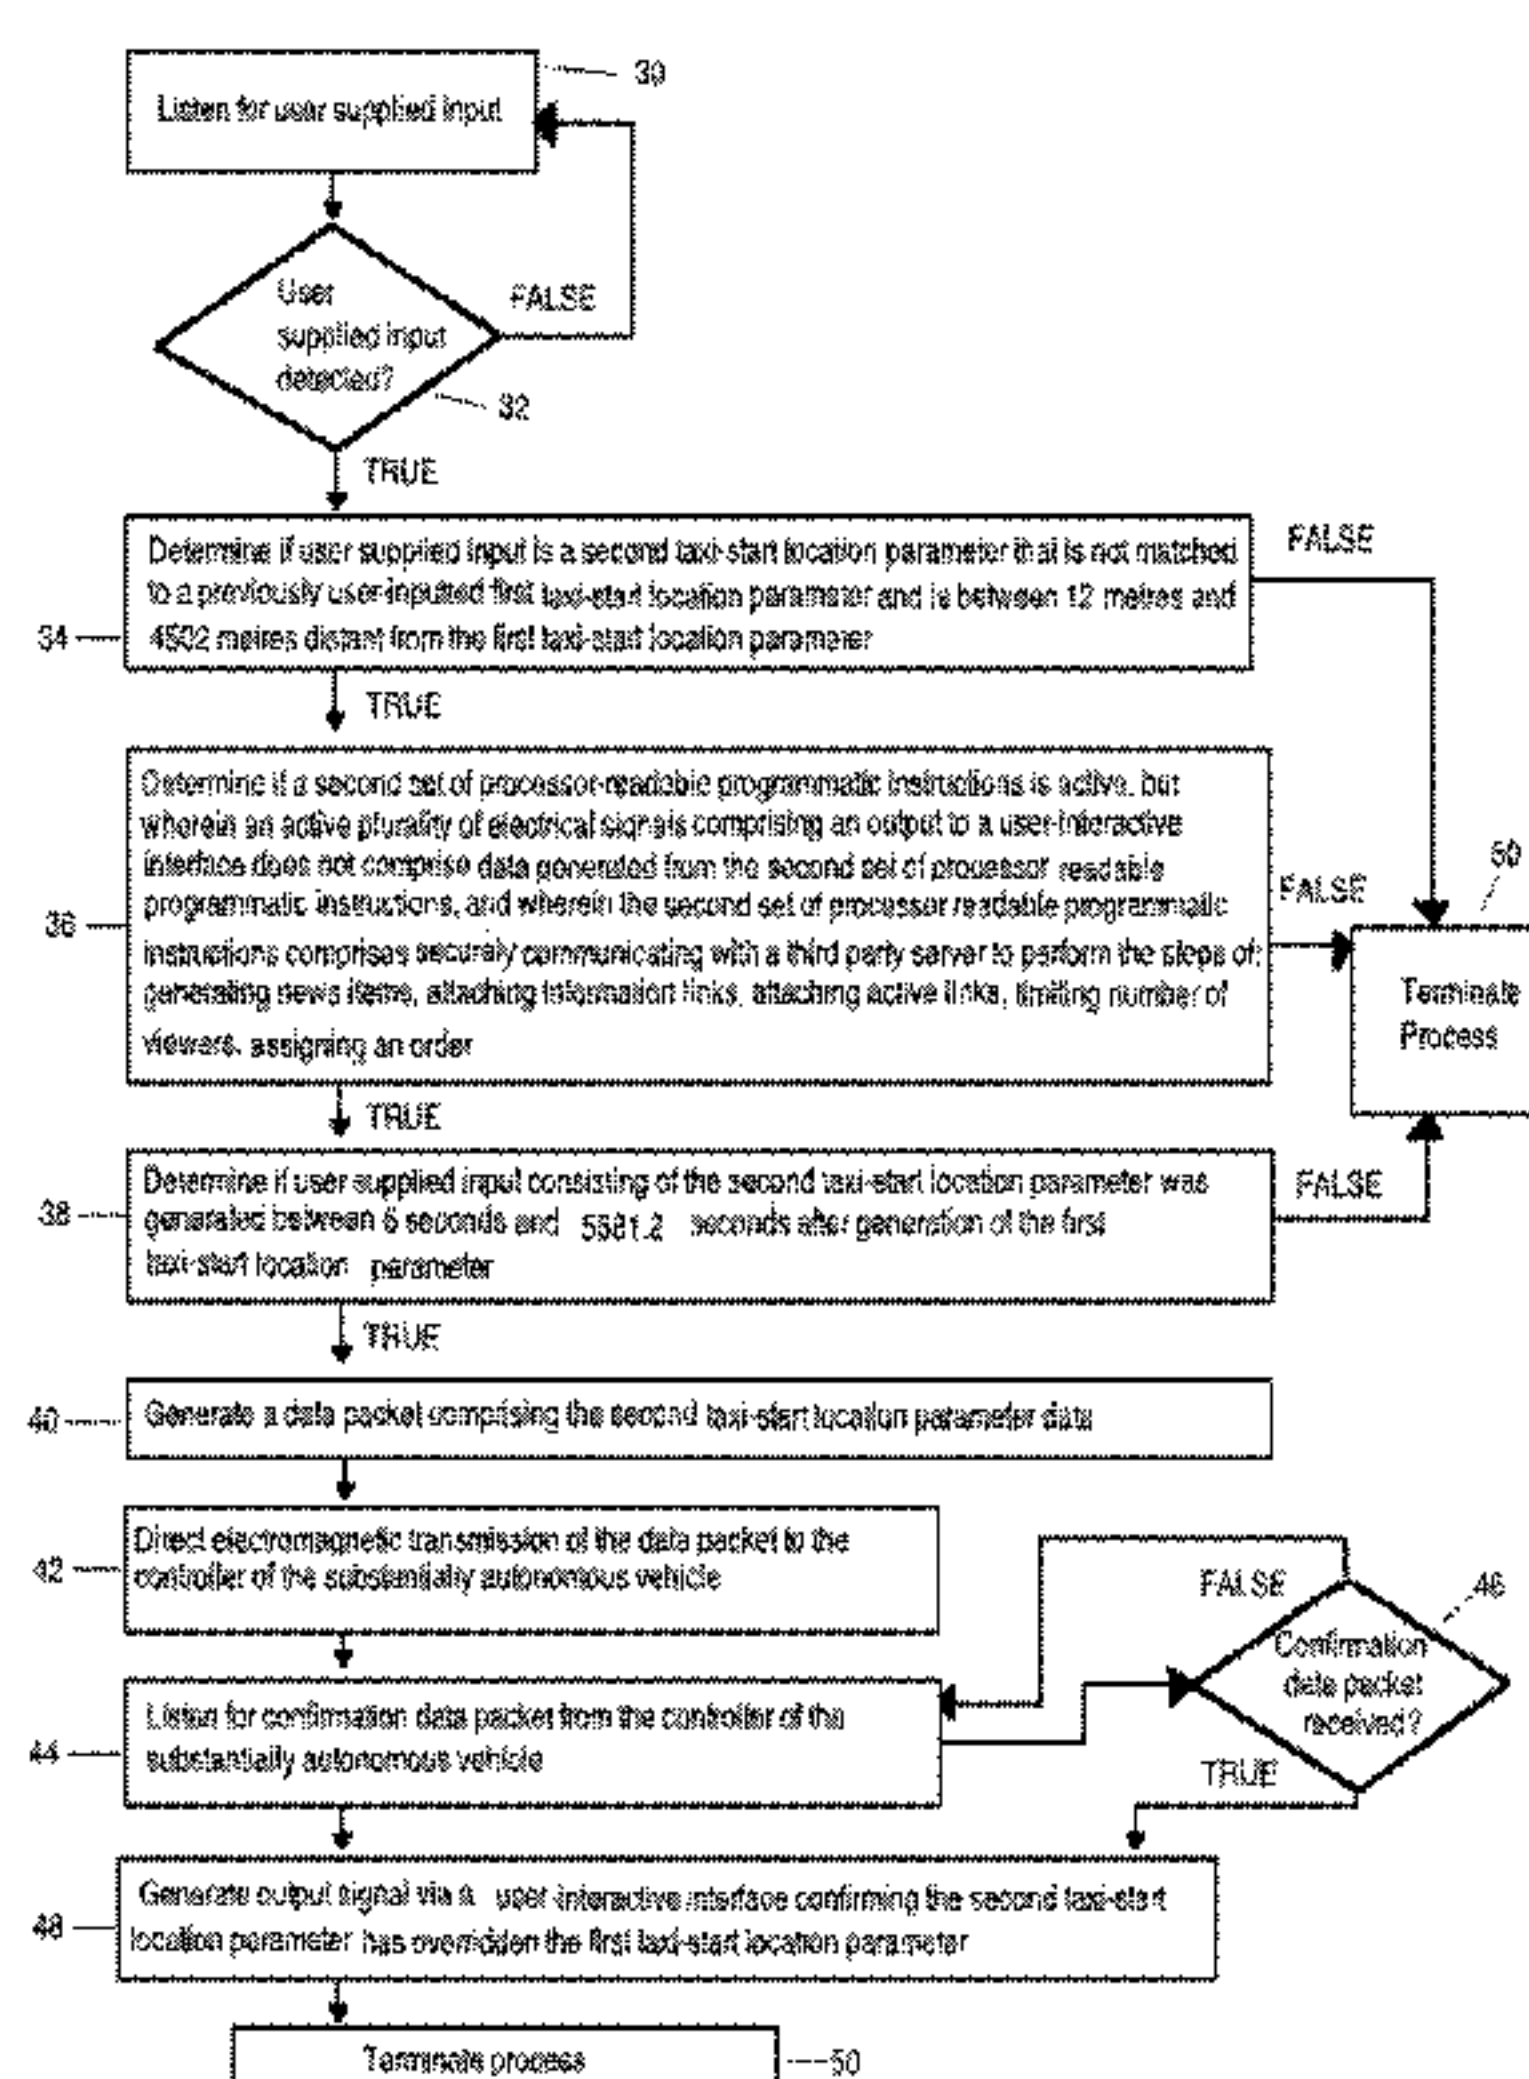 30
Listen for user supplied input
User
supplied input
detected?
FALSE
32
TRUE
Determine if user supplied input is a second taxi-start location parameter that is not matched
to a previously user-inputted first taxi-start location parameter and is between 12 metres and
4502 metres distant from the first taxi-start location parameter
FALSE
34
TRUE
Determine if a second set of processor-readable programmatic instructions is active, but
wherein an active plurality of electrical signals comprising an output to a user-interactive
interface does not comprise data generated from the second set of processor readable
programmatic instructions, and wherein the second set of processor readable programmatic
instructions comprises securely communicating with a third party server to perform the steps of:
generating news items, attaching information links, attaching active links, limiting number of
viewers, assigning an order
36
FALSE
50
Terminate
Process
TRUE
Determine if user supplied input consisting of the second taxi-start location parameter was
generated between 6 seconds and 5581.2 seconds after generation of the first
taxi-start location parameter
38
FALSE
TRUE
40
Generate a data packet comprising the second taxi-start location parameter data
Direct electromagnetic transmission of the data packet to the
controller of the substantially autonomous vehicle
42
FALSE
46
Confirmation
data packet
received?
Listen for confirmation data packet from the controller of the
substantially autonomous vehicle
44
TRUE
Generate output signal via a user-interactive interface confirming the second taxi-start
location parameter has overridden the first taxi-start location parameter
48
Terminate process
50